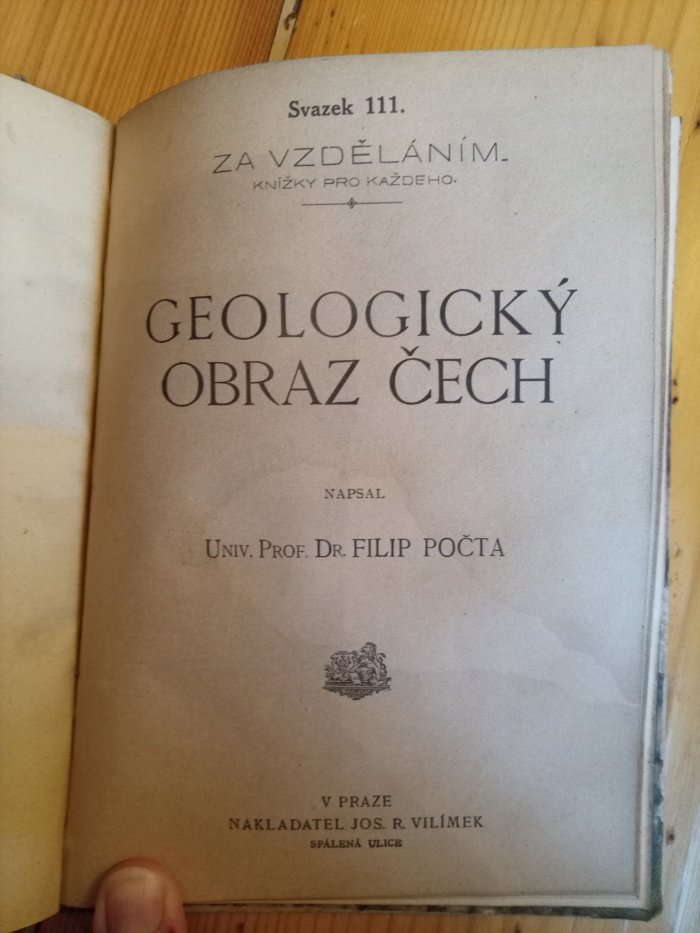 Svazek 111.
ZA VZDĚLÁNÍM.
KNÍŽKY PRO KAŽDEHO.
GEOLOGICKÝ
OBRAZ ČECH
NAPSAL
UNIV. PROF. DR. FILIP POČTA
V PRAZE
NAKLADATEL JOS. R. VILÍMEK
SPÁLENÁ ULICE